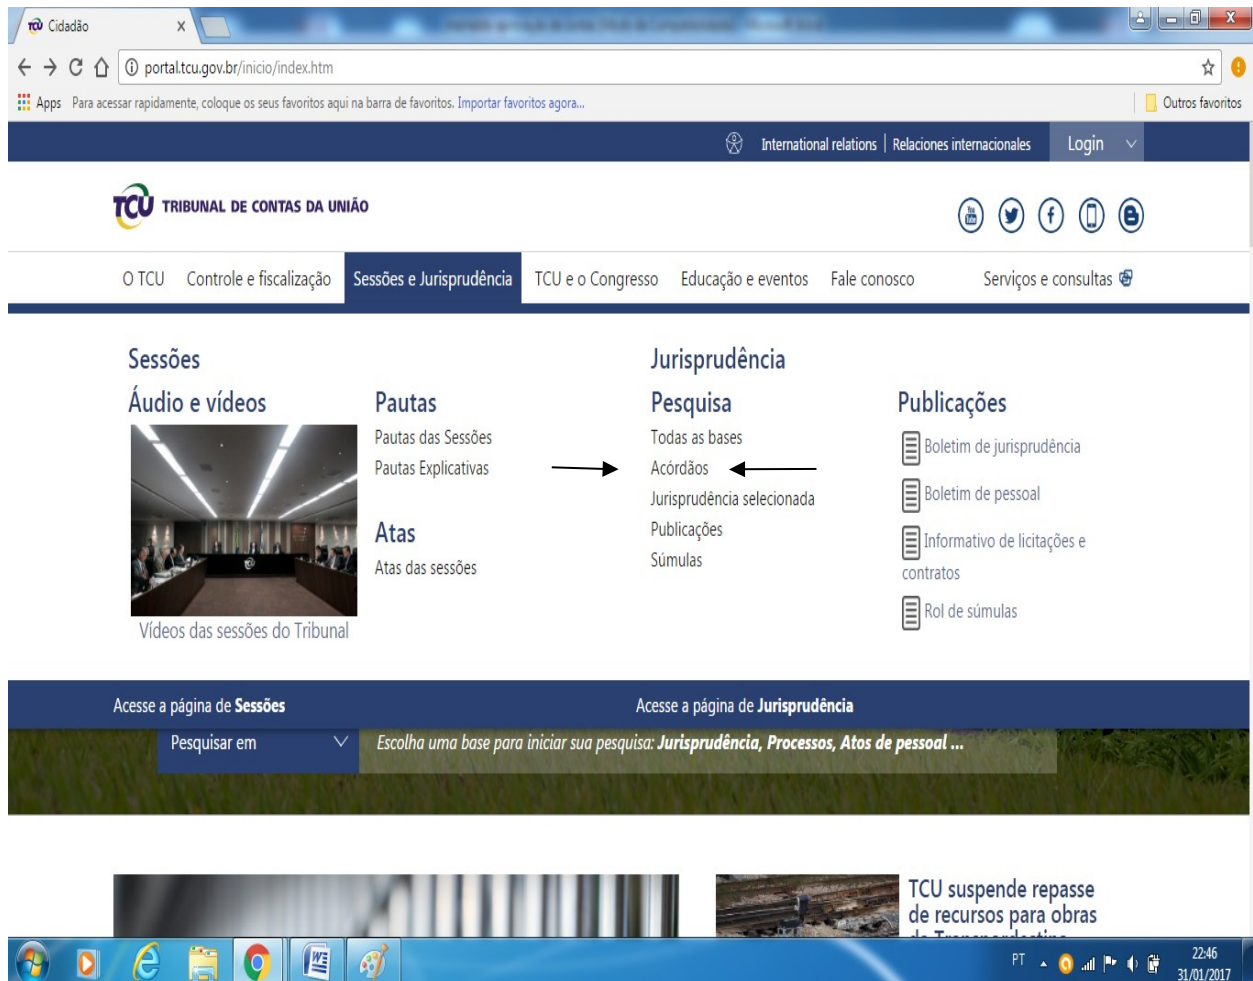 Cidadão
portal.tcu.gov.br/inicio/index.htm
Apps Para acessar rapidamente, coloque os seus favoritos aqui na barra de favoritos. Importar favoritos agora... Outros favoritos
International relations | Relaciones internacionales Login
TCU TRIBUNAL DE CONTAS DA UNIÃO
You Tube
O TCU Controle e fiscalização Sessões e Jurisprudência TCU e o Congresso Educação e eventos Fale conosco Serviços e consultas
Sessões
Áudio e vídeos
Vídeos das sessões do Tribunal
Pautas
Pautas das Sessões
Pautas Explicativas
Atas
Atas das sessões
Jurisprudência
Pesquisa
Todas as bases
Acórdãos
Jurisprudência selecionada
Publicações
Súmulas
Publicações
Boletim de jurisprudência
Boletim de pessoal
Informativo de licitações e
contratos
Rol de súmulas
Acesse a página de Sessões Acesse a página de Jurisprudência
Pesquisar em Escolha uma base para iniciar sua pesquisa: Jurisprudência, Processos, Atos de pessoal ...
TCU suspende repasse
de recursos para obras
PT 22:46
31/01/2017